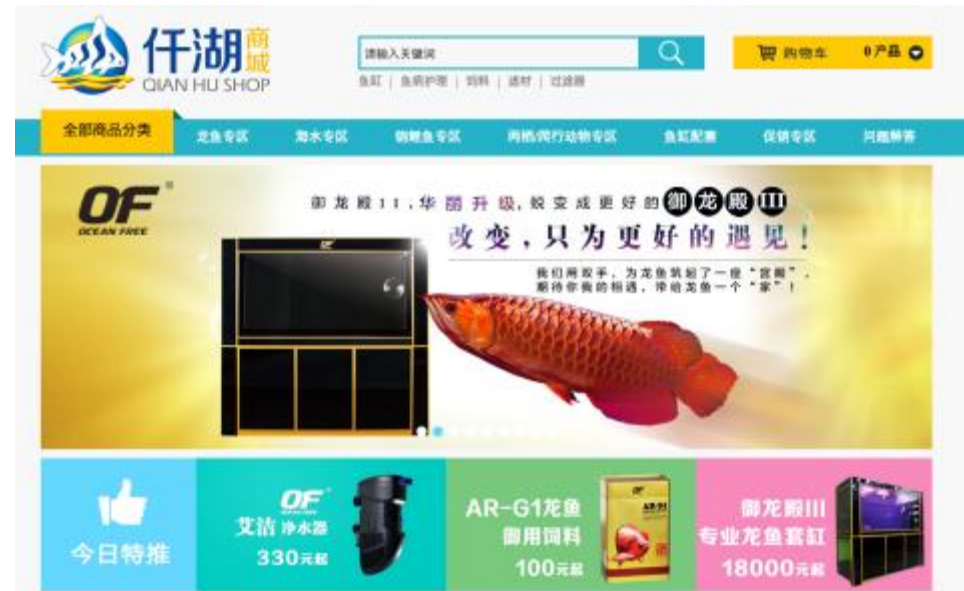 仟湖
商城
QIAN HU SHOP
请输入关键词
鱼缸 | 鱼病护理 | 饲料 | 滤材 | 过滤器
购物车 0产品
全部商品分类 龙鱼专区 海水专区 锦鲤鱼专区 两栖/爬行动物专区 鱼缸配套 促销专区 问题解答
OF
OCEAN FREE
御龙殿II,华丽升级,蜕变成更好的御龙殿III
改变,只为更好的遇见!
我们用双手,为龙鱼筑起了一座“宫殿”,
期待你我的相遇,带给龙鱼一个“家”!
OF
今日特推
OF
艾洁净水器
330元起
AR-G1龙鱼
御用饲料
100元起
御龙殿III
专业龙鱼套缸
18000元起